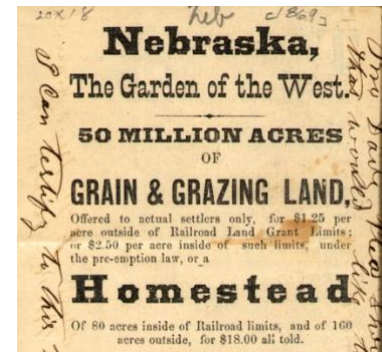 20x18 Neb c1869]
Nebraska,
The Garden of the West.
50 MILLION ACRES
OF
GRAIN & GRAZING LAND,
Offered to actual settlers only, for $1.25 per
acre outside of Railroad Land Grant Limits;
or $2.50 per acre inside of such limits, under
the pre-emption law, or a
Homestead
Of 80 acres inside of Railroad limits, and of 160
acres outside, for $18.00 all told.
I Can testify to this